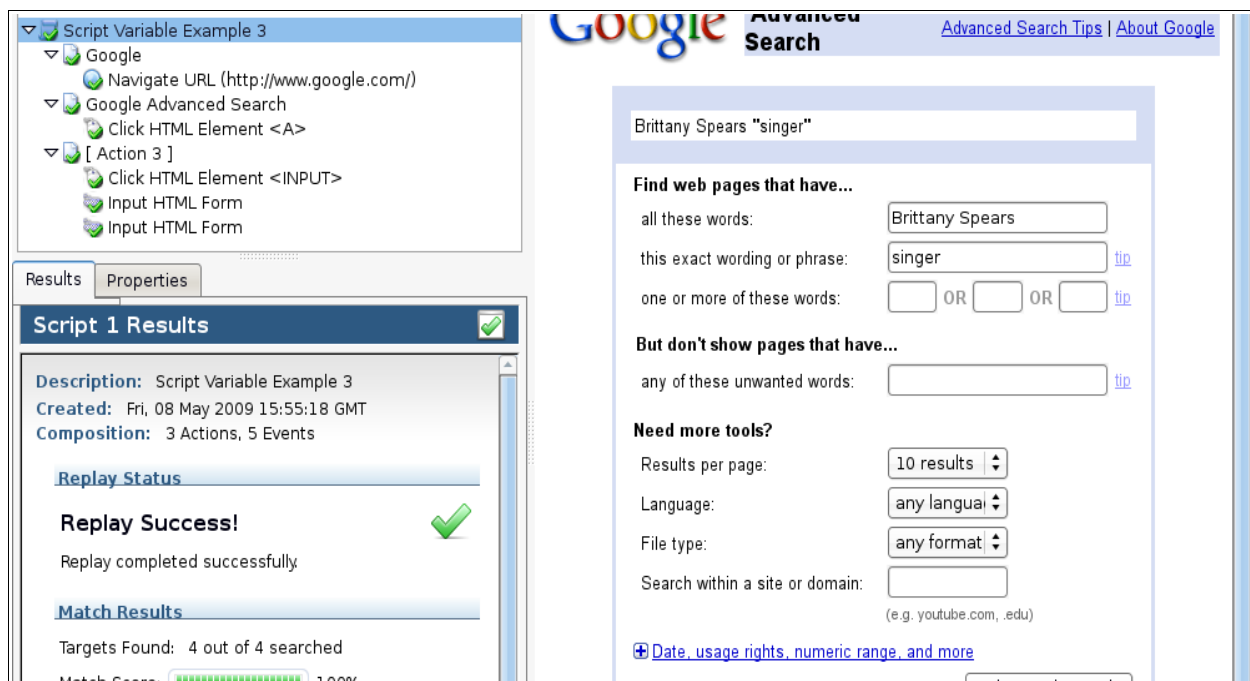 Script Variable Example 3
Google
Navigate URL (http://www.google.com/)
Google Advanced Search
Click HTML Element <A>
[ Action 3 ]
Click HTML Element <INPUT>
Input HTML Form
Input HTML Form
Results Properties
Script 1 Results
Description: Script Variable Example 3
Created: Fri, 08 May 2009 15:55:18 GMT
Composition: 3 Actions, 5 Events
Replay Status
Replay Success!
Replay completed successfully.
Match Results
Targets Found: 4 out of 4 searched
Match Score: 100%
Google Advanced Search
Advanced Search Tips | About Google
Brittany Spears "singer"
Find web pages that have...
all these words: Brittany Spears
this exact wording or phrase: singer tip
one or more of these words: OR OR tip
But don't show pages that have...
any of these unwanted words: tip
Need more tools?
Results per page: 10 results
Language: any langua
File type: any format
Search within a site or domain:
(e.g. youtube.com, .edu)
Date, usage rights, numeric range, and more